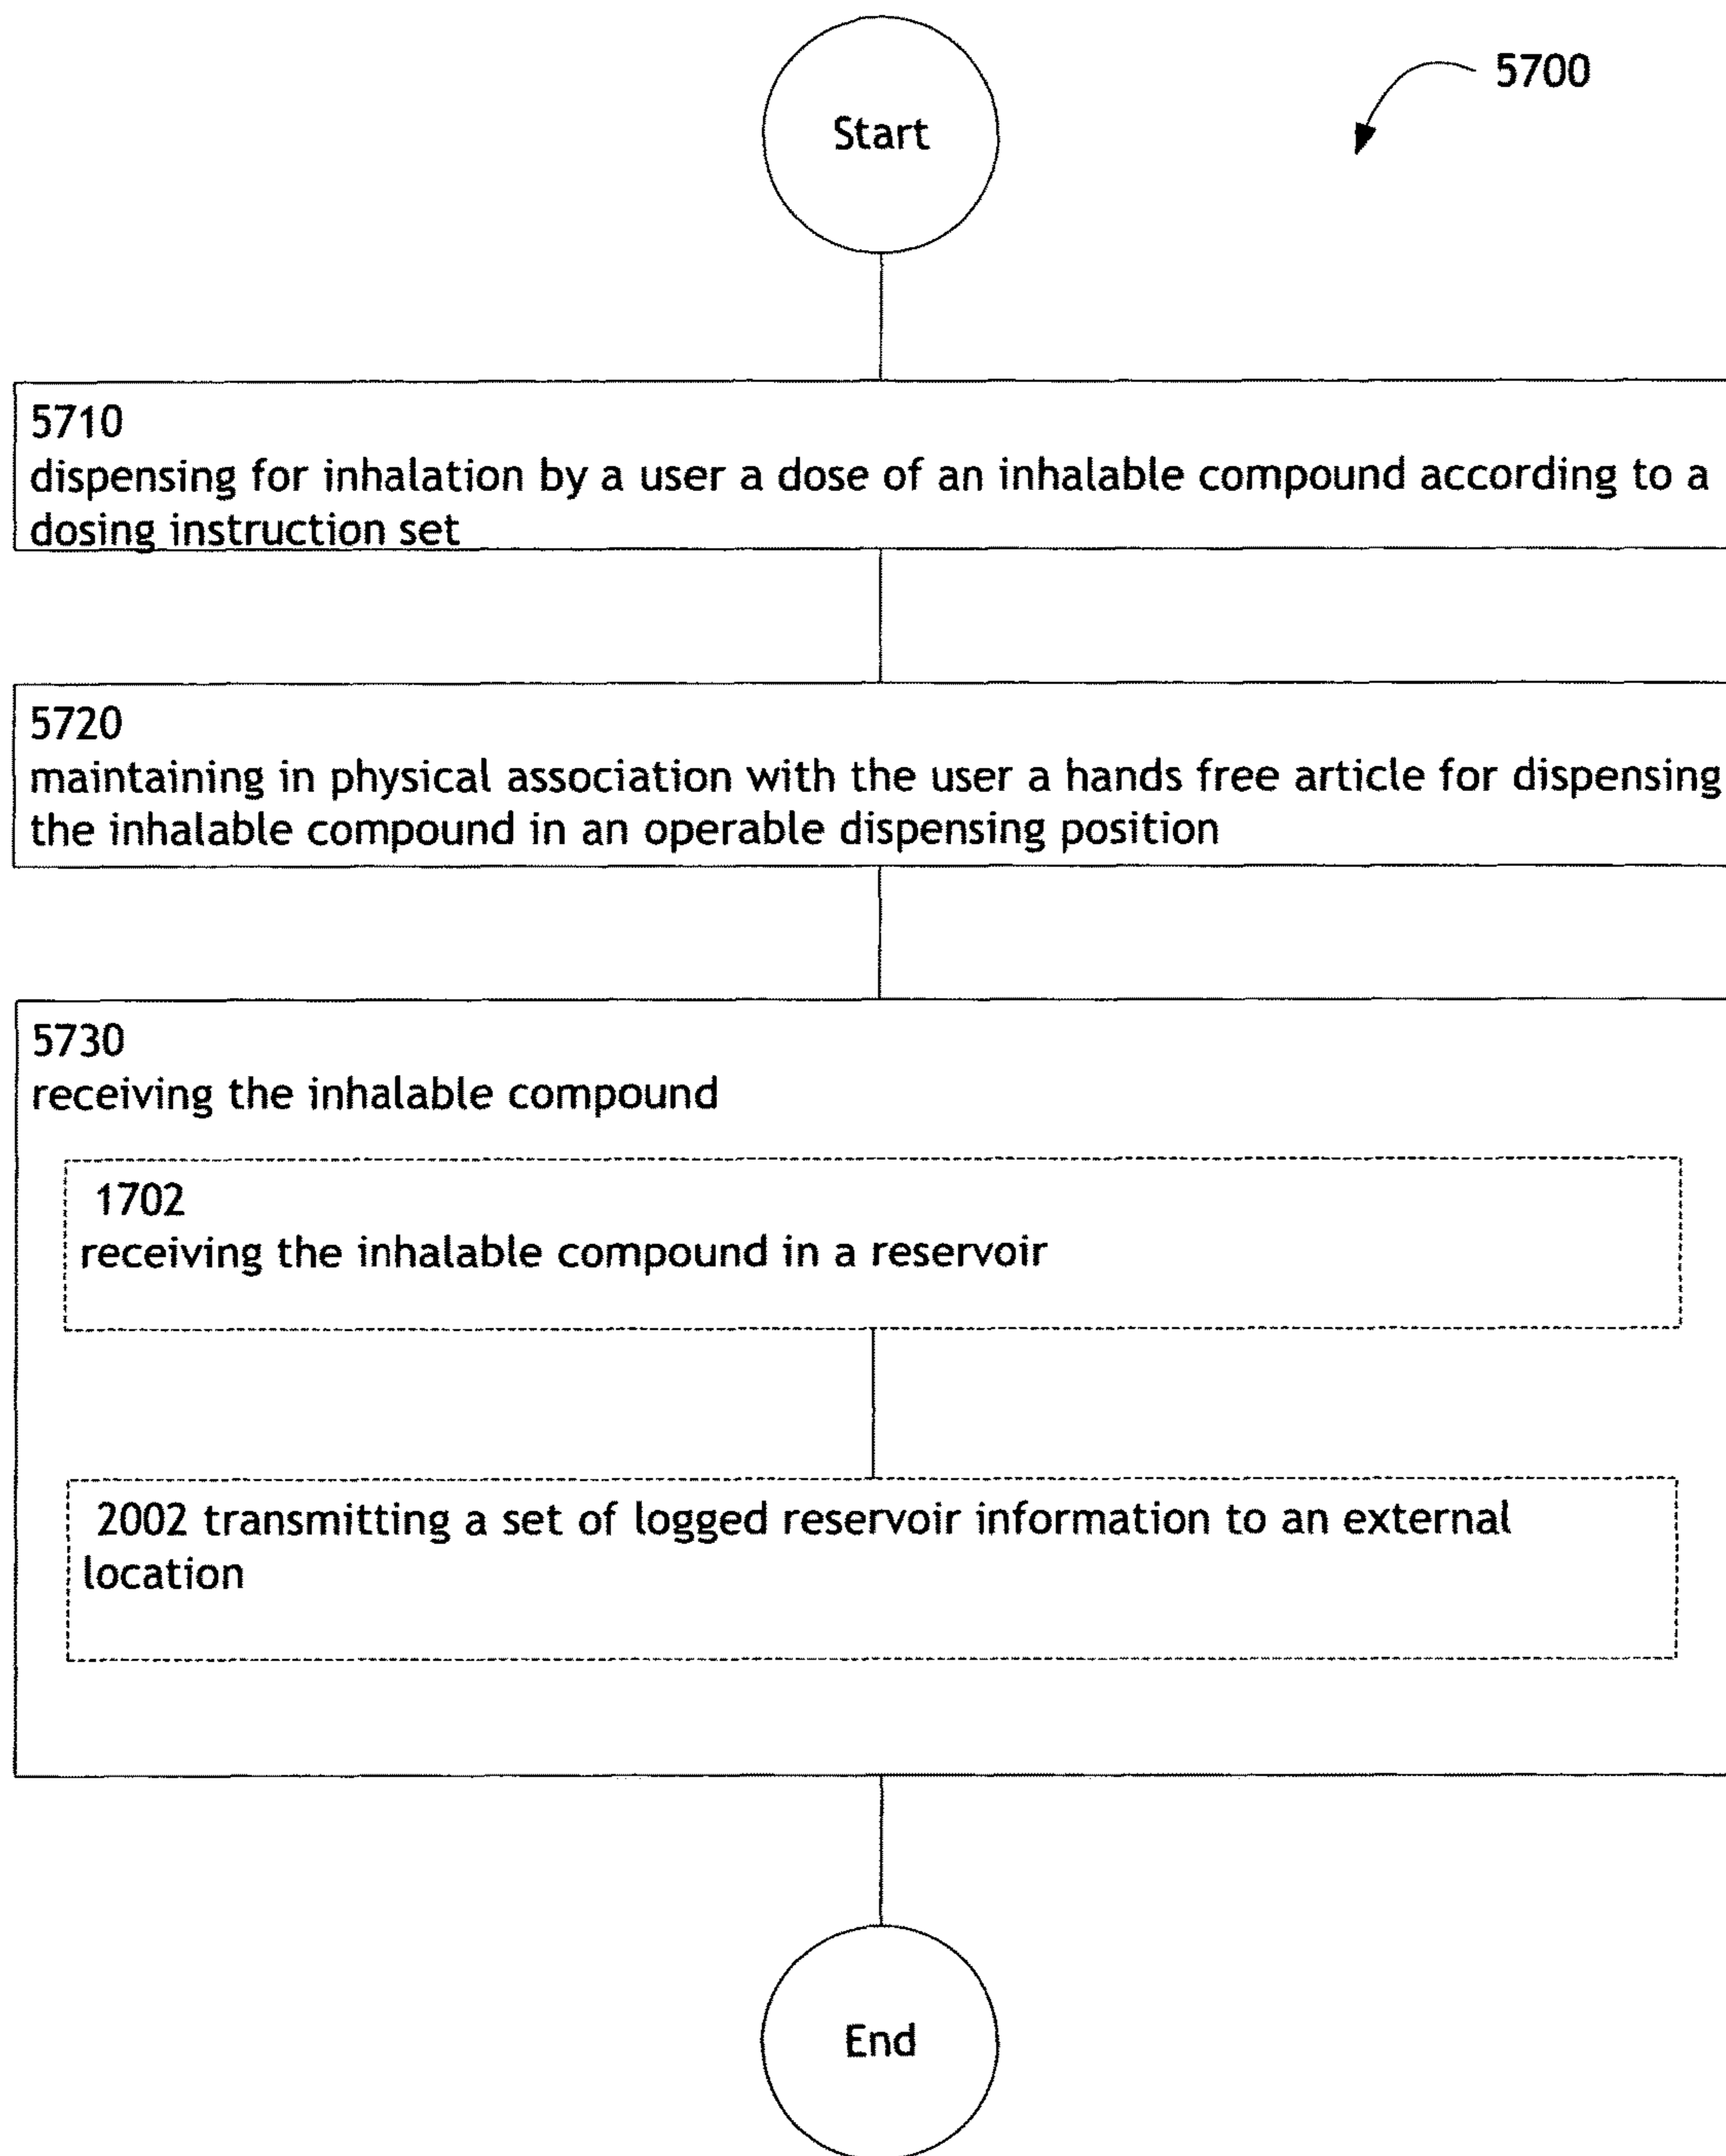 5700
Start
5710
dispensing for inhalation by a user a dose of an inhalable compound according to a
dosing instruction set
5720
maintaining in physical association with the user a hands free article for dispensing
the inhalable compound in an operable dispensing position
5730
receiving the inhalable compound
1702
receiving the inhalable compound in a reservoir
2002 transmitting a set of logged reservoir information to an external
location
End